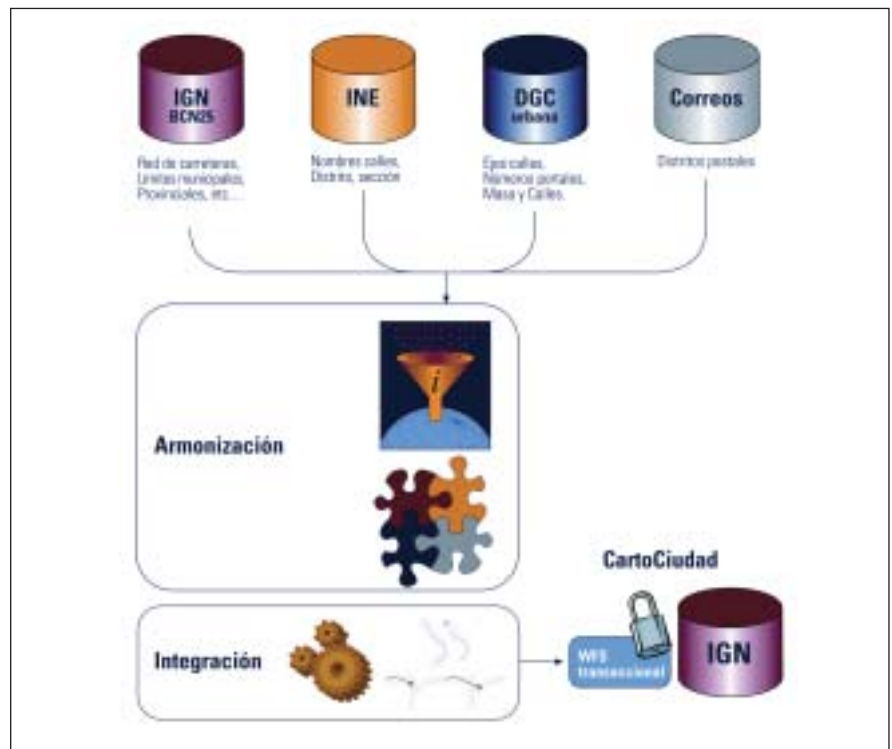 IGN
BCN25
INE
DGC
urbana
Correos
Red de carreteras,
Límites municipales,
Provinciales, etc...
Nombres calles,
Distrito, sección
Ejes calles,
Números portales,
Masa y Calles.
Distritos postales
Armonización
i
CartoCiudad
Integración
WFS
transaccional
IGN